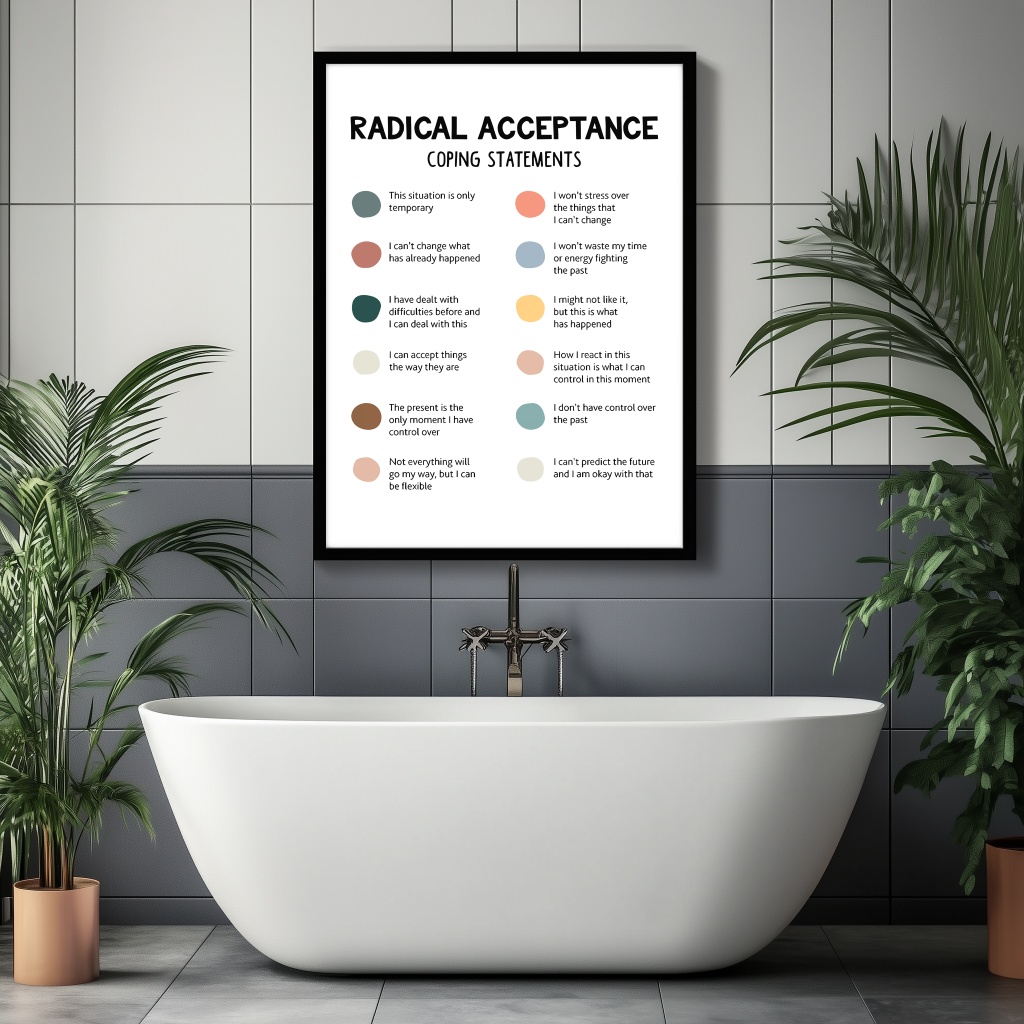 RADICAL ACCEPTANCE
COPING STATEMENTS
This situation is only
temporary
I can't change what
has already happened
I have dealt with
difficulties before and
I can deal with this
I can accept things
the way they are
The present is the
only moment I have
control over
Not everything will
go my way, but I can
be flexible
I won't stress over
the things that
I can't change
I won't waste my time
or energy fighting
the past
I might not like it,
but this is what
has happened
How I react in this
situation is what I can
control in this moment
I don't have control over
the past
I can't predict the future
and I am okay with that